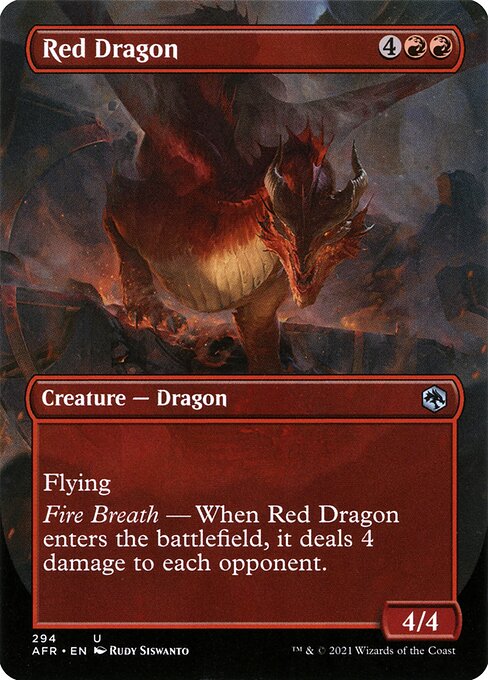 Red Dragon 4
Creature — Dragon
Flying
Fire Breath — When Red Dragon
enters the battlefield, it deals 4
damage to each opponent.
4/4
294 U
AFR • EN Rudy Siswanto
™ & © 2021 Wizards of the Coast